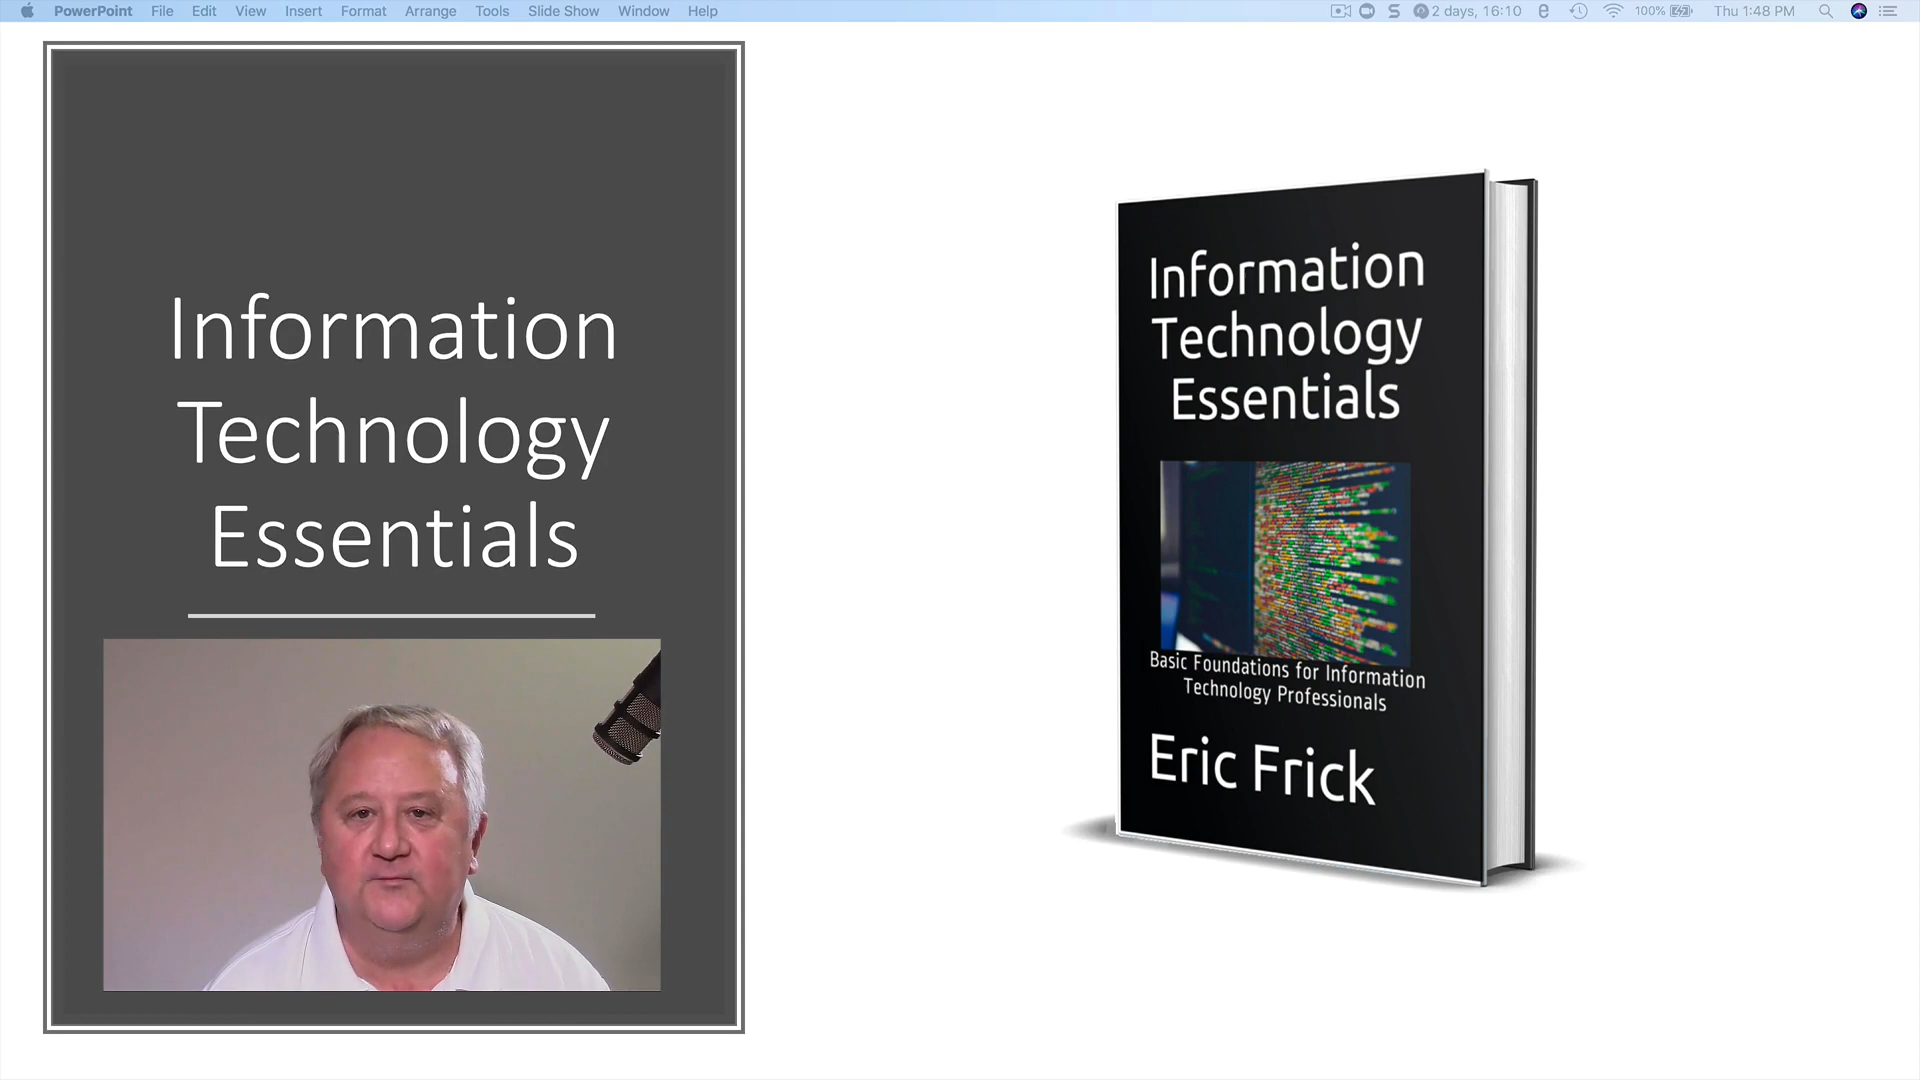 PowerPoint File Edit View Insert Format Arrange Tools Slide Show Window Help 2 days, 16:10 100% Thu 1:48 PM
Information
Technology
Essentials
Information
Technology
Essentials
Basic Foundations for Information
Technology Professionals
Eric Frick